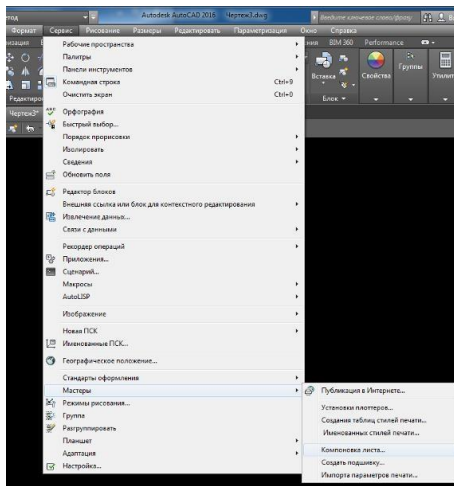 Autodesk AutoCAD 2016 Чертеж3.dwg
Введите ключевое слово/фразу
Формат Сервис Рисование Размеры Редактировать Параметризация Окно Справка
BIM 360 Performance
Рабочие пространства
Палитры
Панели инструментов
Командная строка Ctrl+9
Очистить экран Ctrl+0
Вставка
Свойства
Группы
Блок
Чертеж3*
Орфография
Быстрый выбор...
Порядок прорисовки
Изолировать
Сведения
Обновить поля
Редактор блоков
Внешняя ссылка или блок для контекстного редактирования
Извлечение данных...
Связи с данными
Рекордер операций
Приложения...
Сценарий...
Макросы
AutoLISP
Изображение
Новая ПСК
Именованные ПСК...
Географическое положение...
Стандарты оформления
Мастеры
Режимы рисования...
Группа
Разгруппировать
Планшет
Адаптация
Настройка...
Публикация в Интернете...
Установки плоттеров...
Создания таблиц стилей печати...
Именованных стилей печати...
Компоновка листа...
Создать подшивку...
Импорта параметров печати...